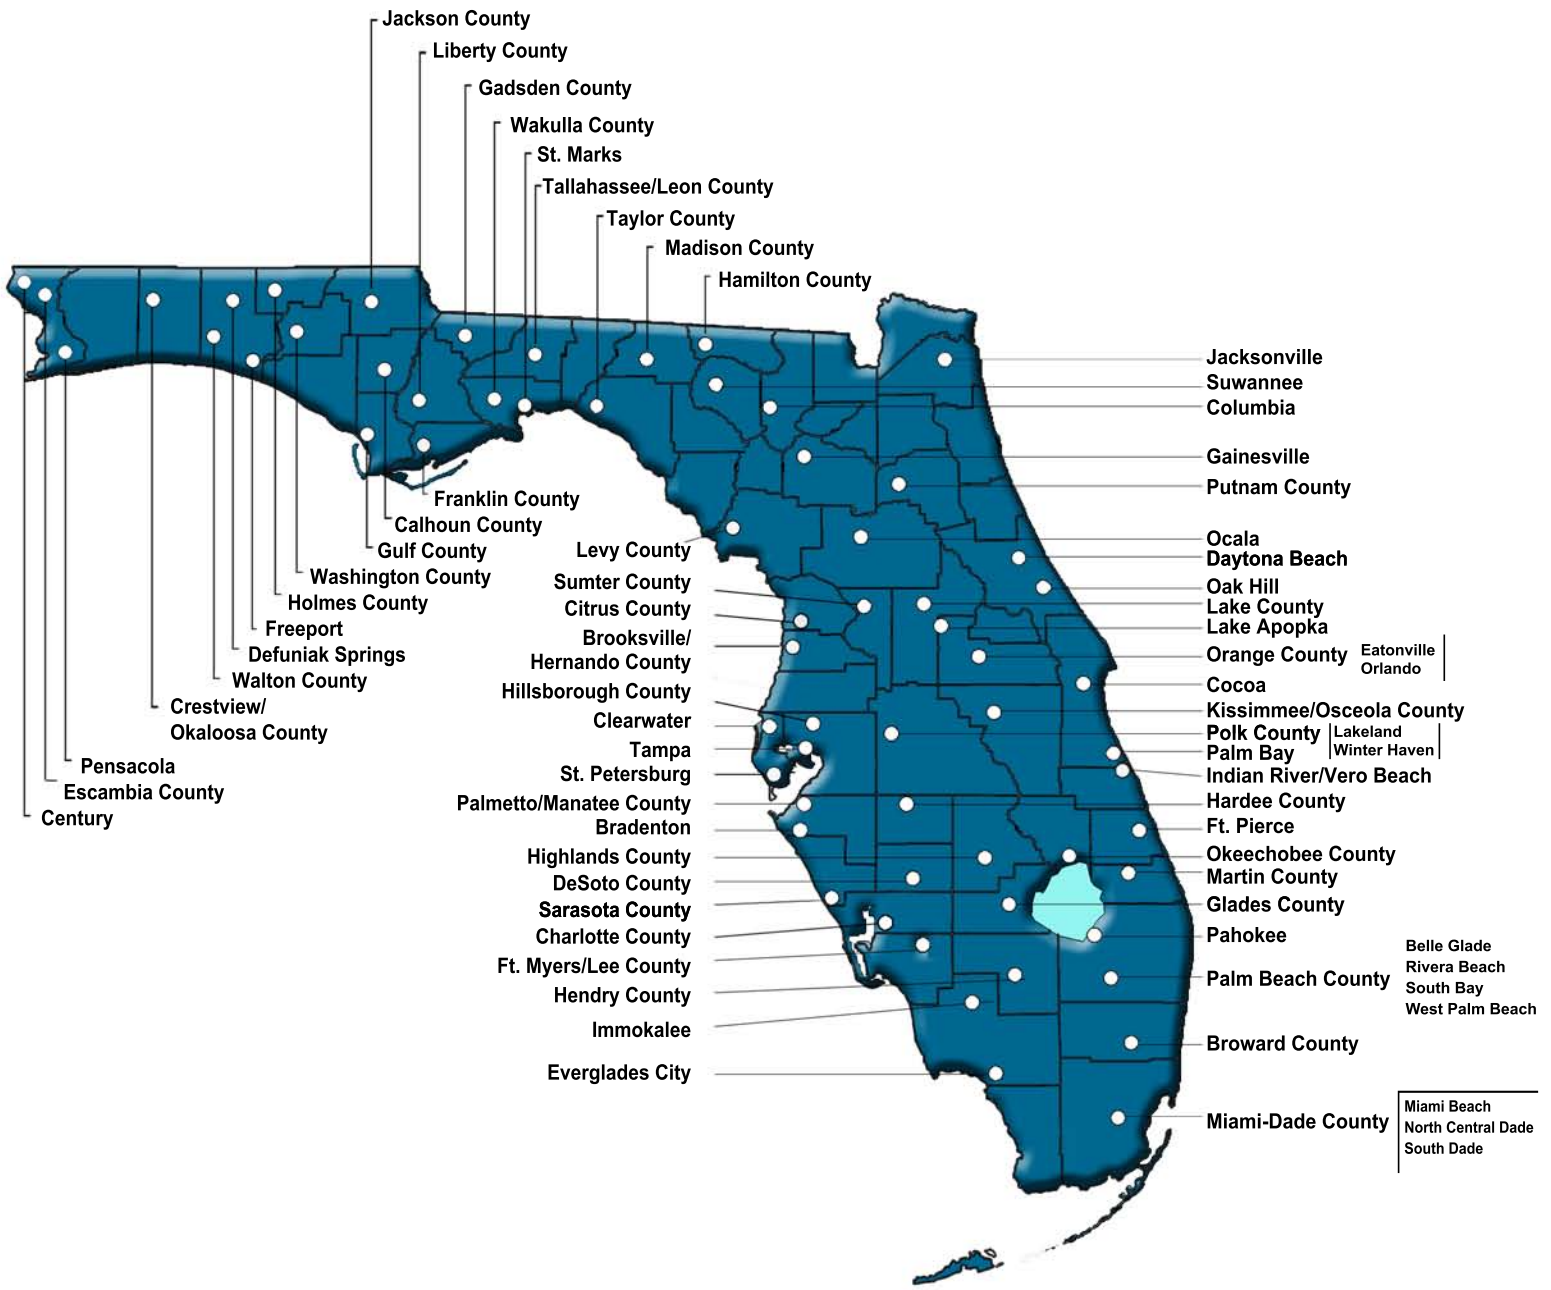 Jackson County
Liberty County
Gadsden County
Wakulla County
St. Marks
Tallahassee/Leon County
Taylor County
Madison County
Hamilton County
Franklin County
Calhoun County
Gulf County
Washington County
Holmes County
Freeport
Defuniak Springs
Walton County
Crestview/
Okaloosa County
Pensacola
Escambia County
Century
Levy County
Sumter County
Citrus County
Brooksville/
Hernando County
Hillsborough County
Clearwater
Tampa
St. Petersburg
Palmetto/Manatee County
Bradenton
Highlands County
DeSoto County
Sarasota County
Charlotte County
Ft. Myers/Lee County
Hendry County
Immokalee
Everglades City
Jacksonville
Suwannee
Columbia
Gainesville
Putnam County
Ocala
Daytona Beach
Oak Hill
Lake County
Lake Apopka
Orange County
Eatonville
Orlando
Cocoa
Kissimmee/Osceola County
Polk County
Lakeland
Winter Haven
Palm Bay
Indian River/Vero Beach
Hardee County
Ft. Pierce
Okeechobee County
Martin County
Glades County
Pahokee
Palm Beach County
Belle Glade
Rivera Beach
South Bay
West Palm Beach
Broward County
Miami-Dade County
Miami Beach
North Central Dade
South Dade